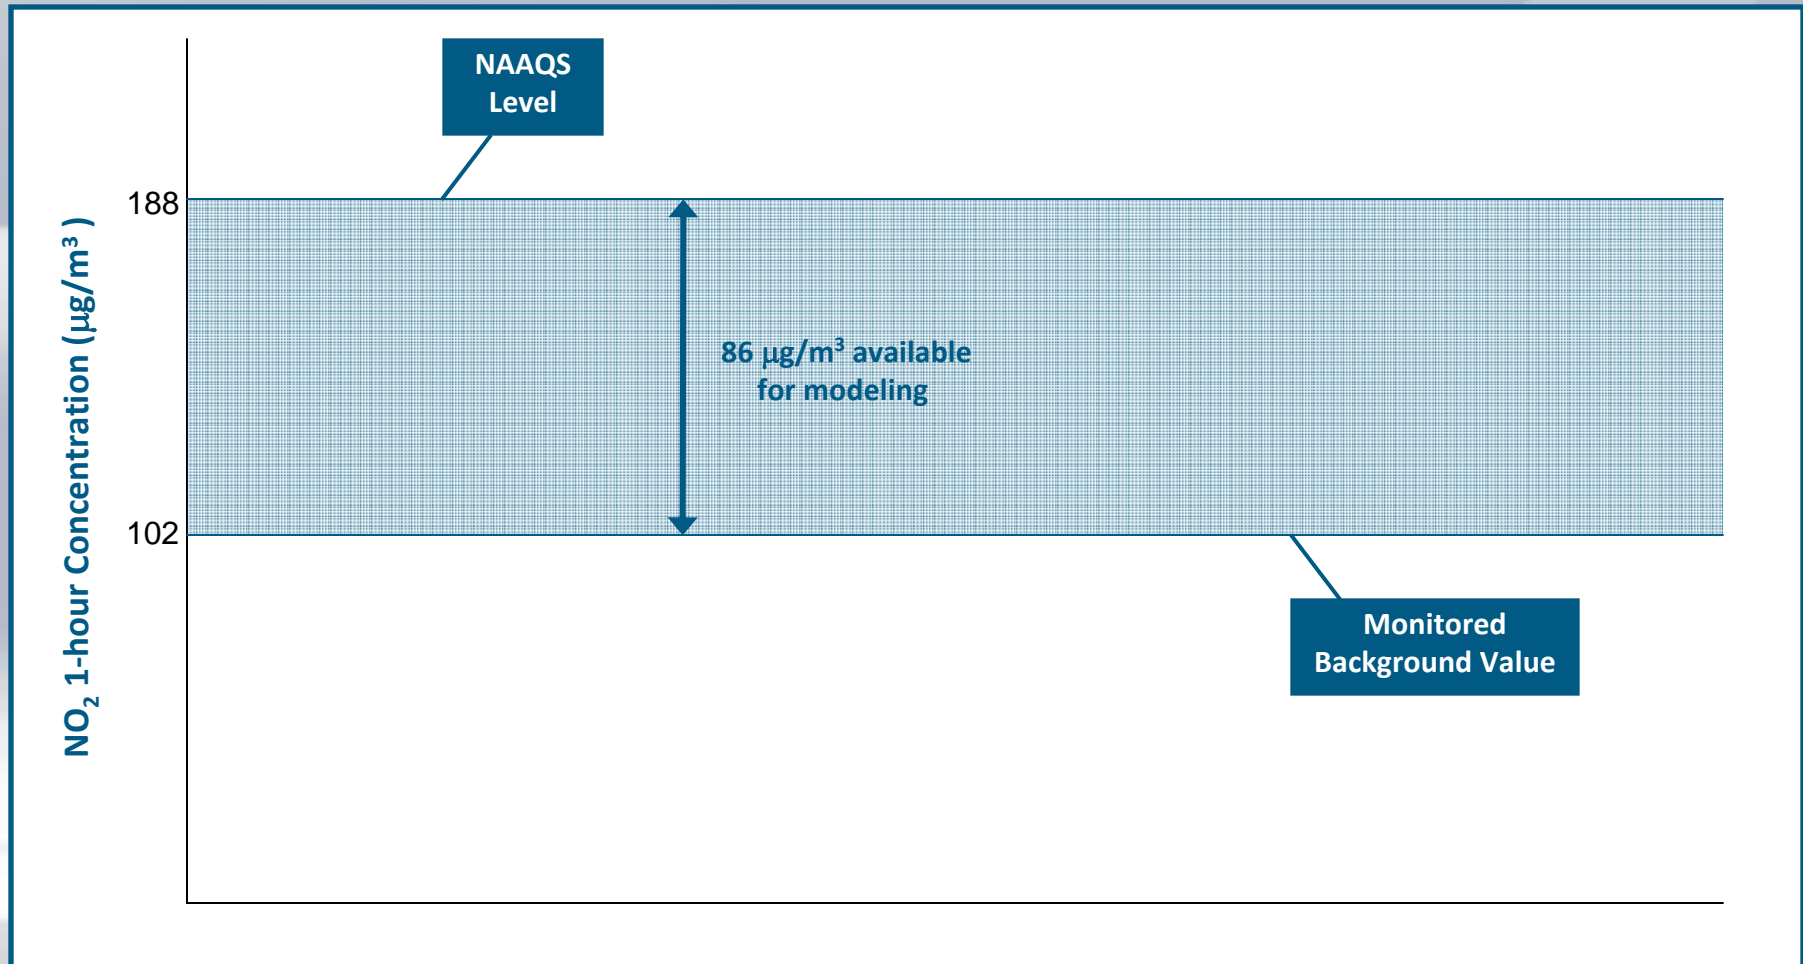 NAAQS
Level
188
86 μg/m³ available
for modeling
102
Monitored
Background Value
NO₂ 1-hour Concentration (μg/m³ )